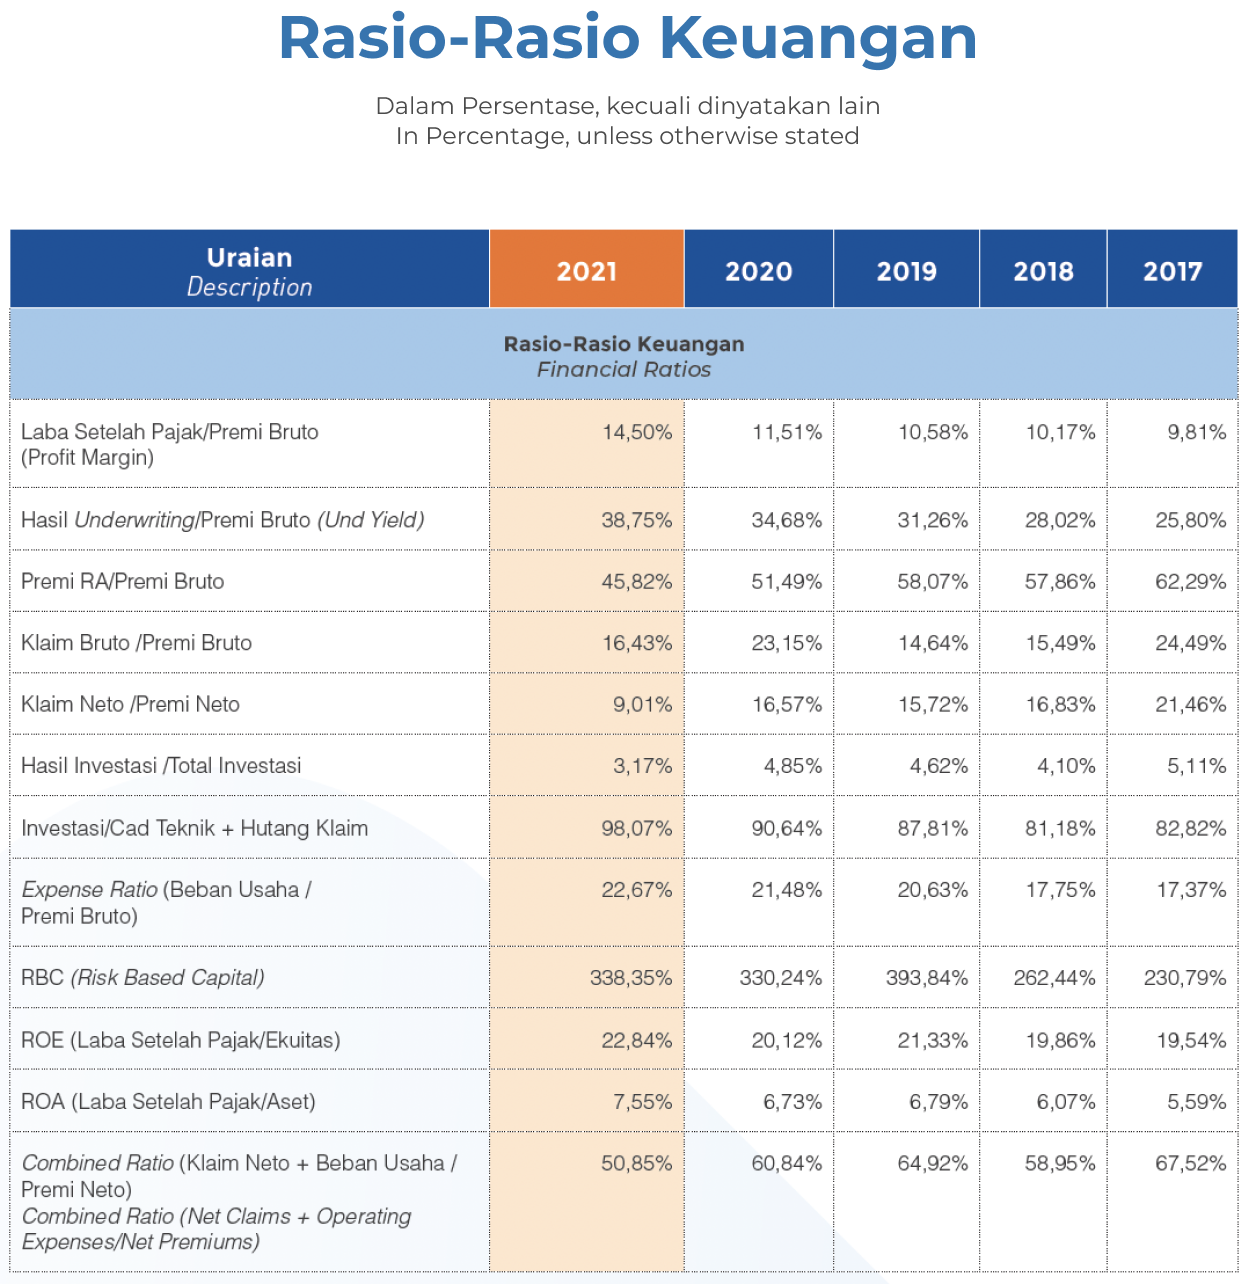 Rasio-Rasio Keuangan
Dalam Persentase, kecuali dinyatakan lain
In Percentage, unless otherwise stated
Uraian
Description
2021 2020 2019 2018 2017
Rasio-Rasio Keuangan
Financial Ratios
Laba Setelah Pajak/Premi Bruto 14,50% 11,51% 10,58% 10,17% 9,81%
(Profit Margin)
Hasil Underwriting/Premi Bruto (Und Yield) 38,75% 34,68% 31,26% 28,02% 25,80%
Premi RA/Premi Bruto 45,82% 51,49% 58,07% 57,86% 62,29%
Klaim Bruto /Premi Bruto 16,43% 23,15% 14,64% 15,49% 24,49%
Klaim Neto /Premi Neto 9,01% 16,57% 15,72% 16,83% 21,46%
Hasil Investasi /Total Investasi 3,17% 4,85% 4,62% 4,10% 5,11%
Investasi/Cad Teknik + Hutang Klaim 98,07% 90,64% 87,81% 81,18% 82,82%
Expense Ratio (Beban Usaha / 22,67% 21,48% 20,63% 17,75% 17,37%
Premi Bruto)
RBC (Risk Based Capital) 338,35% 330,24% 393,84% 262,44% 230,79%
ROE (Laba Setelah Pajak/Ekuitas) 22,84% 20,12% 21,33% 19,86% 19,54%
ROA (Laba Setelah Pajak/Aset) 7,55% 6,73% 6,79% 6,07% 5,59%
Combined Ratio (Klaim Neto + Beban Usaha / 50,85% 60,84% 64,92% 58,95% 67,52%
Premi Neto)
Combined Ratio (Net Claims + Operating
Expenses/Net Premiums)